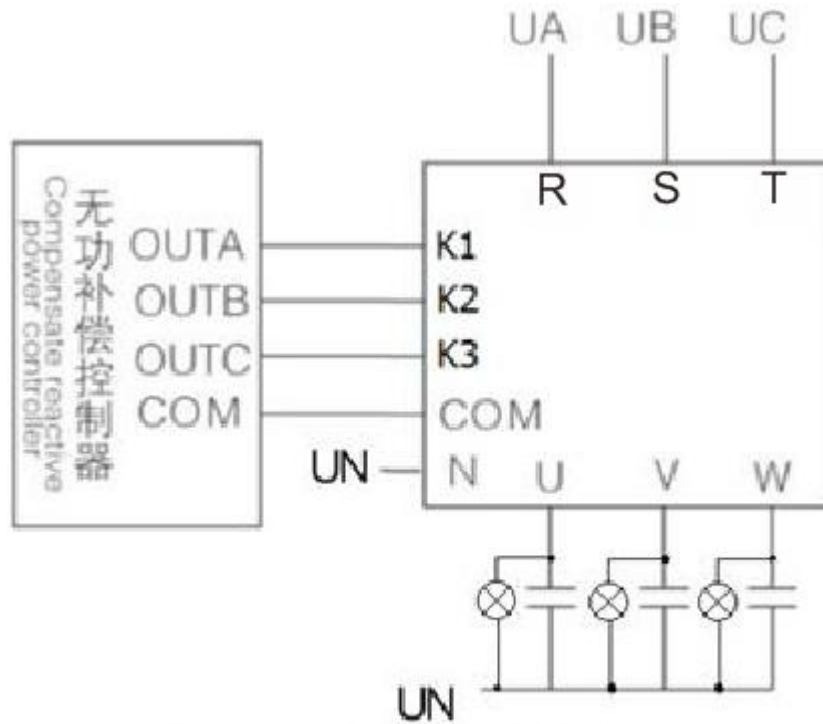 UA UB UC
R S T
无功补偿控制器
Compensate reactive
power controller
OUTA
OUTB
OUTC
COM
K1
K2
K3
COM
UN
N
U V W
UN